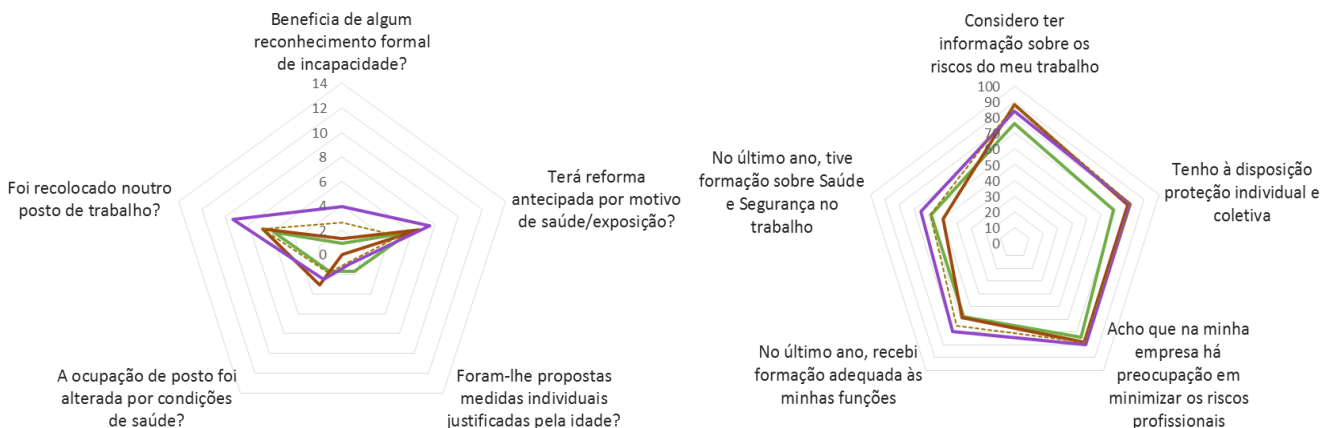 Beneficia de algum
reconhecimento formal
de incapacidade?
14
12
10
8
6
4
2
0
Terá reforma
antecipada por motivo
de saúde/exposição?
Foram-lhe propostas
medidas individuais
justificadas pela idade?
A ocupação de posto foi
alterada por condições
de saúde?
Foi recolocado noutro
posto de trabalho?
Considero ter
informação sobre os
riscos do meu trabalho
100
90
80
70
60
50
40
30
20
10
0
Tenho à disposição
proteção individual e
coletiva
Acho que na minha
empresa há
preocupação em
minimizar os riscos
profissionais
No último ano, recebi
formação adequada às
minhas funções
No último ano, tive
formação sobre Saúde
e Segurança no
trabalho